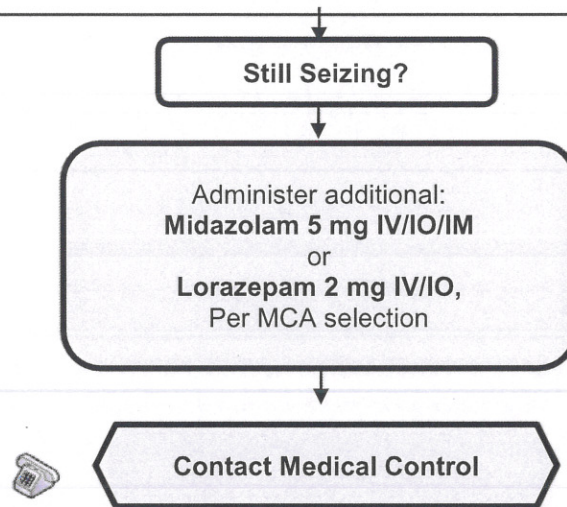 Still Seizing?
Administer additional:
Midazolam 5 mg IV/IO/IM
or
Lorazepam 2 mg IV/IO,
Per MCA selection
Contact Medical Control